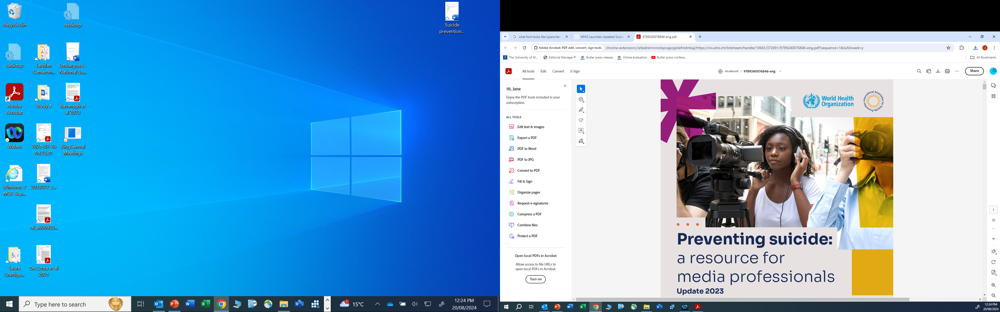 Recycle Bin
desktop
Suicide
prevention...
desktop
Lachlan
Cameron...
Embargoed -
National Su...
Adobe
Acrobat
Study 4
Kavanagh et
al 2023
Webex
2024-02-26
09.28.31
RingCentral
Meetings
Windows 7
MOE Sup...
2033827_E...
cri_a000928...
Laura
Grattige...
De Cotta et al
2021
Type here to search
18
1
15°C
12:24 PM
20/08/2024
what font looks like typewriter
WHO Launches Updated Suicid
9789240076846-eng.pdf
Adobe Acrobat: PDF edit, convert, sign tools
chrome-extension://efaidnbmnnnibpcajpcglclefindmkaj/https://iris.who.int/bitstream/handle/10665/372691/9789240076846-eng.pdf?sequence=1&isAllowed=y
J
The University of M...
Editorial Manager®
Butler press release
Online evaluation
Butler press confere...
All Bookmarks
All tools
Edit
Convert
E-Sign
iris.who.int / 9789240076846-eng
Share
Hi, Jane
Enjoy the PDF tools included in your
subscription.
ALL TOOLS
Edit text & images
Export a PDF
PDF to Word
PDF to JPG
Convert to PDF
Fill & Sign
Organize pages
Request e-signatures
Compress a PDF
Combine files
Protect a PDF
Open local PDFs in Acrobat
Allow access to file URLs to
open local PDFs in Acrobat.
Turn on
World Health
Organization
International Association for Suicide Prevention
Preventing suicide:
a resource for
media professionals
Update 2023
1
35
12:24 PM
20/08/2024